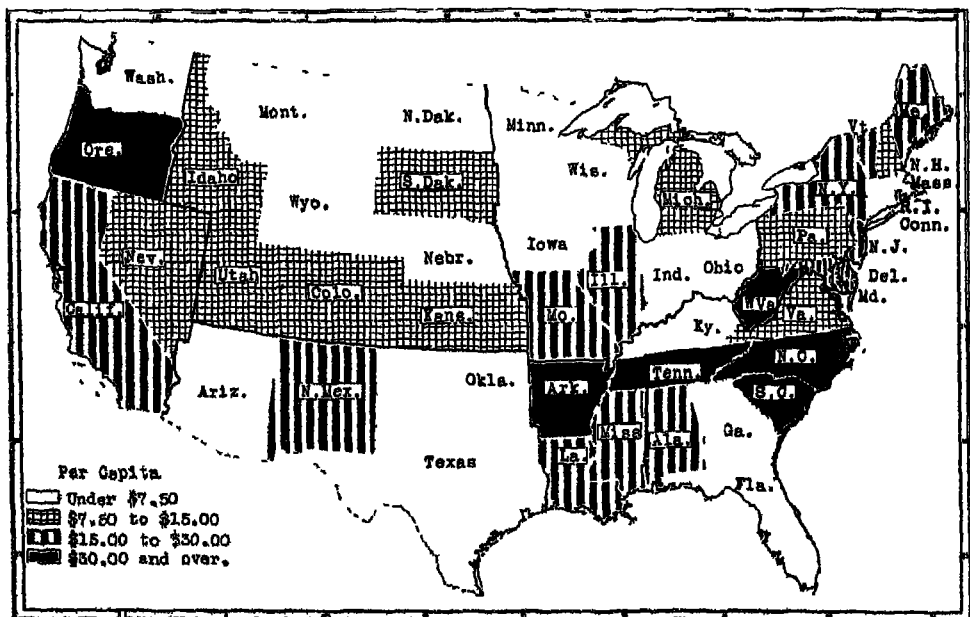 Wash.
Mont.
N.Dak.
Minn.
Me.
Vt
Ore.
Idaho
S.Dak.
Wis.
Mich.
N.Y.
N.H.
Mass
R.I.
Conn.
Wyo.
Nev.
Utah
Nebr.
Iowa
Ill.
Ind.
Ohio
Pa.
N.J.
Del.
Md.
Calif.
Colo.
Kans.
Mo.
Ky.
WVa
Va.
Ariz.
N.Mex.
Okla.
Ark.
Tenn.
N.C.
S.C.
Texas
La.
Miss
Ala.
Ga.
Fla.
Per Capita
Under $7.50
$7.50 to $15.00
$15.00 to $30.00
$30.00 and over.